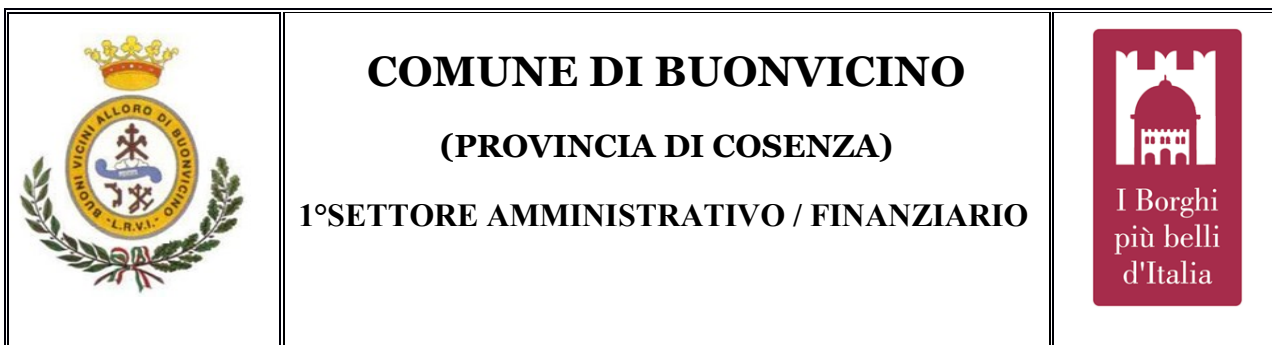 BUONI VICINI ALLORO DI BUONVICINO
-L.R.V.I.-
COMUNE DI BUONVICINO
(PROVINCIA DI COSENZA)
1°SETTORE AMMINISTRATIVO / FINANZIARIO
I Borghi
più belli
d'Italia